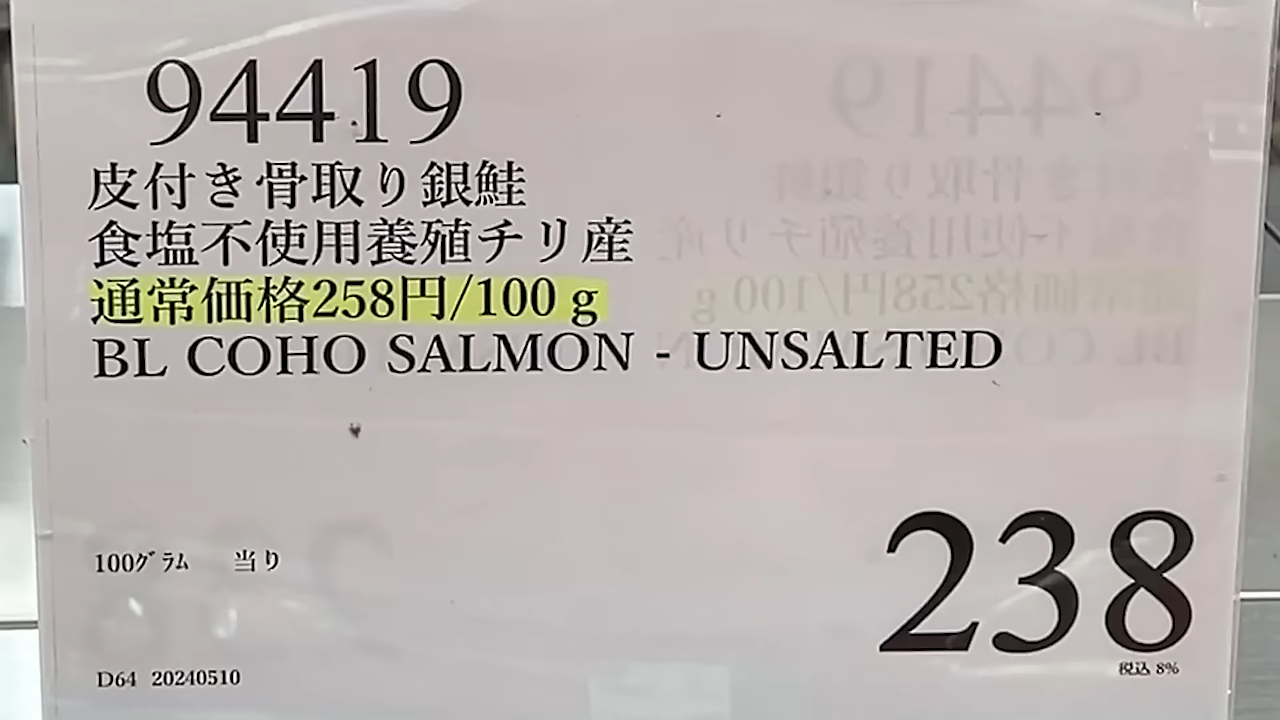 94419
皮付き骨取り銀鮭
食塩不使用養殖チリ産
通常価格258円/100ｇ
BL COHO SALMON - UNSALTED
100ｸﾞﾗﾑ 当り
238
税込 8%
D64 20240510